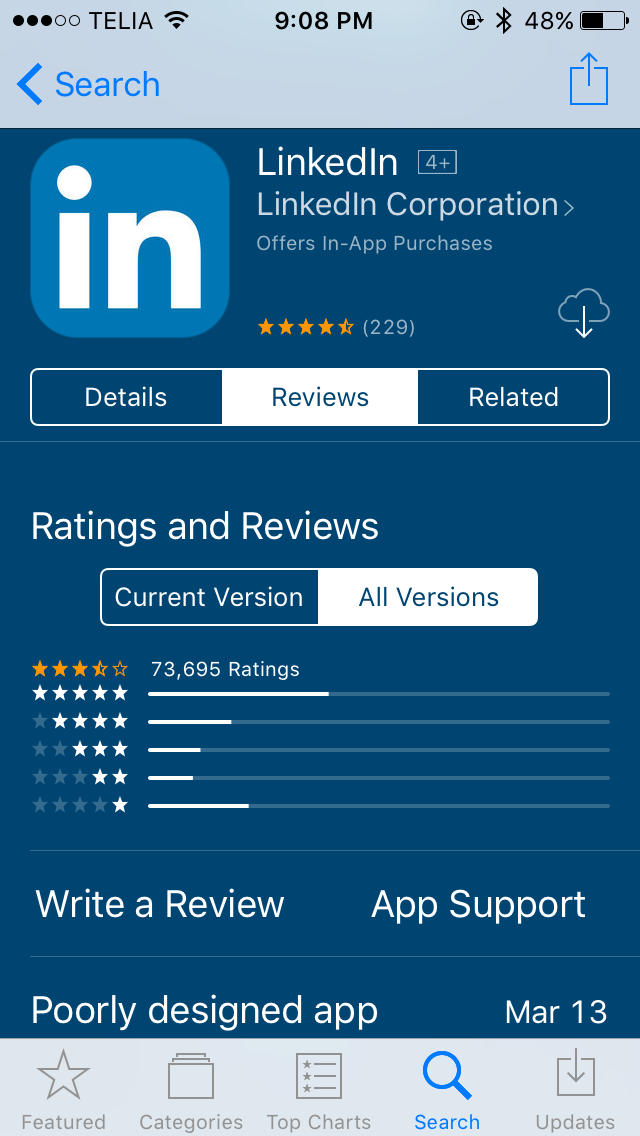 TELIA 9:08 PM 48%
Search
in
LinkedIn 4+
LinkedIn Corporation
Offers In-App Purchases
(229)
Details Reviews Related
Ratings and Reviews
Current Version All Versions
73,695 Ratings
Write a Review App Support
Poorly designed app Mar 13
Featured Categories Top Charts Search Updates